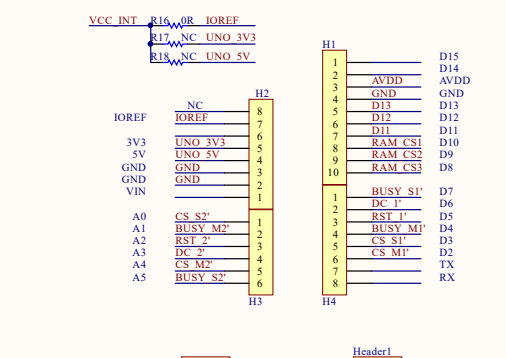 VCC_INT R16 0R IOREF
R17 NC UNO_3V3
R18 NC UNO_5V
H1
1 D15
2 D14
3 AVDD AVDD
4 GND GND
5 D13 D13
6 D12 D12
7 D11 D11
8 RAM_CS1 D10
9 RAM_CS2 D9
10 RAM_CS3 D8
H2
NC 8
IOREF IOREF 7
6
3V3 UNO_3V3 5
5V UNO_5V 4
GND GND 3
GND GND 2
VIN 1
A0 CS_S2' 1
A1 BUSY_M2' 2
A2 RST_2' 3
A3 DC_2' 4
A4 CS_M2' 5
A5 BUSY_S2' 6
H3
1 BUSY_S1' D7
2 DC_1' D6
3 RST_1' D5
4 BUSY_M1' D4
5 CS_S1' D3
6 CS_M1' D2
7 TX
8 RX
H4
Header1